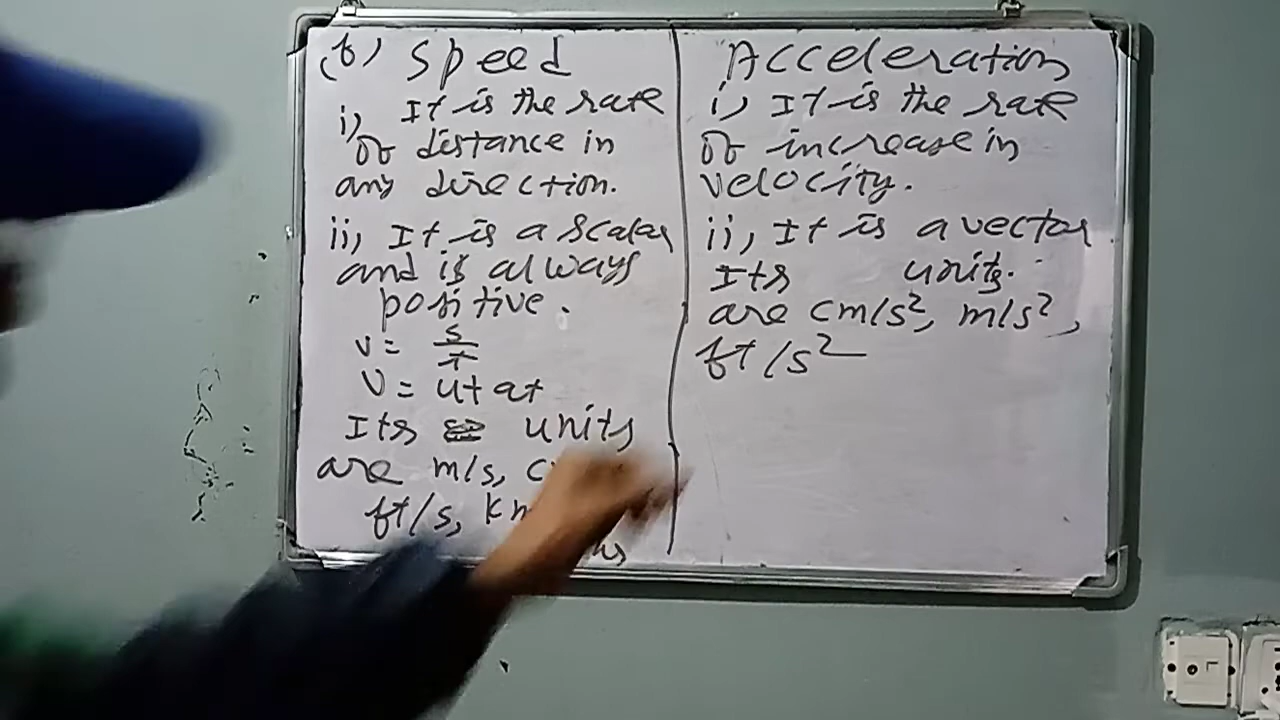 (b) Speed
i, It is the rate
of distance in
any direction.
ii, It is a scalar
and is always
positive.
v = s/t
v = u+at
Its units
are m/s,
ft/s,
Acceleration
i, It is the rate
of increase in
velocity.
ii, It is a vector
Its units.
are cm/s², m/s²,
ft/s²